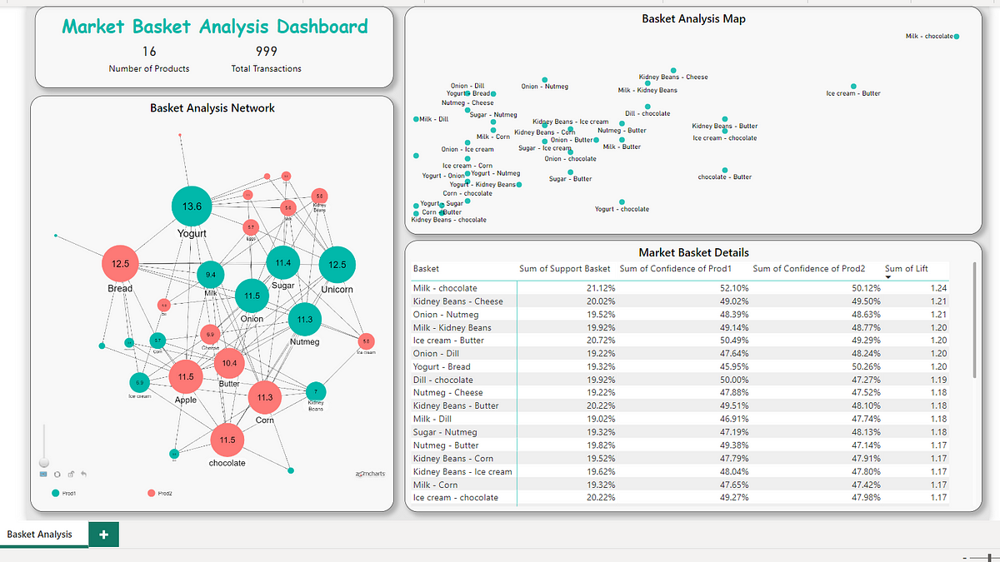 Market Basket Analysis Dashboard
16
999
Number of Products
Total Transactions
Basket Analysis Network
13.6
Yogurt
5.8
Kidney
Beans
5.6
Milk
5.7
Eggs
12.5
Bread
9.4
Milk
11.4
Sugar
12.5
Unicorn
11.5
Onion
11.3
Nutmeg
6.9
Cheese
5.7
Corn
5.8
Ice cream
6.9
Ice cream
11.5
Apple
10.4
Butter
11.3
Corn
7
Kidney
Beans
11.5
chocolate
zoomcharts
Prod1
Prod2
Basket Analysis Map
Milk - chocolate
Kidney Beans - Cheese
Onion - Dill
Onion - Nutmeg
Milk - Kidney Beans
Ice cream - Butter
Yogurt - Bread
Nutmeg - Cheese
Milk - Dill
Sugar - Nutmeg
Dill - chocolate
Kidney Beans - Ice cream
Kidney Beans - Butter
Milk - Corn
Kidney Beans - Corn
Nutmeg - Butter
Onion - Butter
Ice cream - chocolate
Onion - Ice cream
Sugar - Ice cream
Milk - Butter
Onion - chocolate
Ice cream - Corn
Yogurt - Onion
Yogurt - Nutmeg
Sugar - Butter
chocolate - Butter
Yogurt - Kidney Beans
Corn - chocolate
Yogurt - Sugar
Yogurt - chocolate
Corn - Butter
Kidney Beans - chocolate
Market Basket Details
Basket Sum of Support Basket Sum of Confidence of Prod1 Sum of Confidence of Prod2 Sum of Lift
Milk - chocolate 21.12% 52.10% 50.12% 1.24
Kidney Beans - Cheese 20.02% 49.02% 49.50% 1.21
Onion - Nutmeg 19.52% 48.39% 48.63% 1.21
Milk - Kidney Beans 19.92% 49.14% 48.77% 1.20
Ice cream - Butter 20.72% 50.49% 49.29% 1.20
Onion - Dill 19.22% 47.64% 48.24% 1.20
Yogurt - Bread 19.32% 45.95% 50.26% 1.20
Dill - chocolate 19.92% 50.00% 47.27% 1.19
Nutmeg - Cheese 19.22% 47.88% 47.52% 1.18
Kidney Beans - Butter 20.22% 49.51% 48.10% 1.18
Milk - Dill 19.02% 46.91% 47.74% 1.18
Sugar - Nutmeg 19.32% 47.19% 48.13% 1.18
Nutmeg - Butter 19.82% 49.38% 47.14% 1.17
Kidney Beans - Corn 19.52% 47.79% 47.91% 1.17
Kidney Beans - Ice cream 19.62% 48.04% 47.80% 1.17
Milk - Corn 19.32% 47.65% 47.42% 1.17
Ice cream - chocolate 20.22% 49.27% 47.98% 1.17
Basket Analysis
+